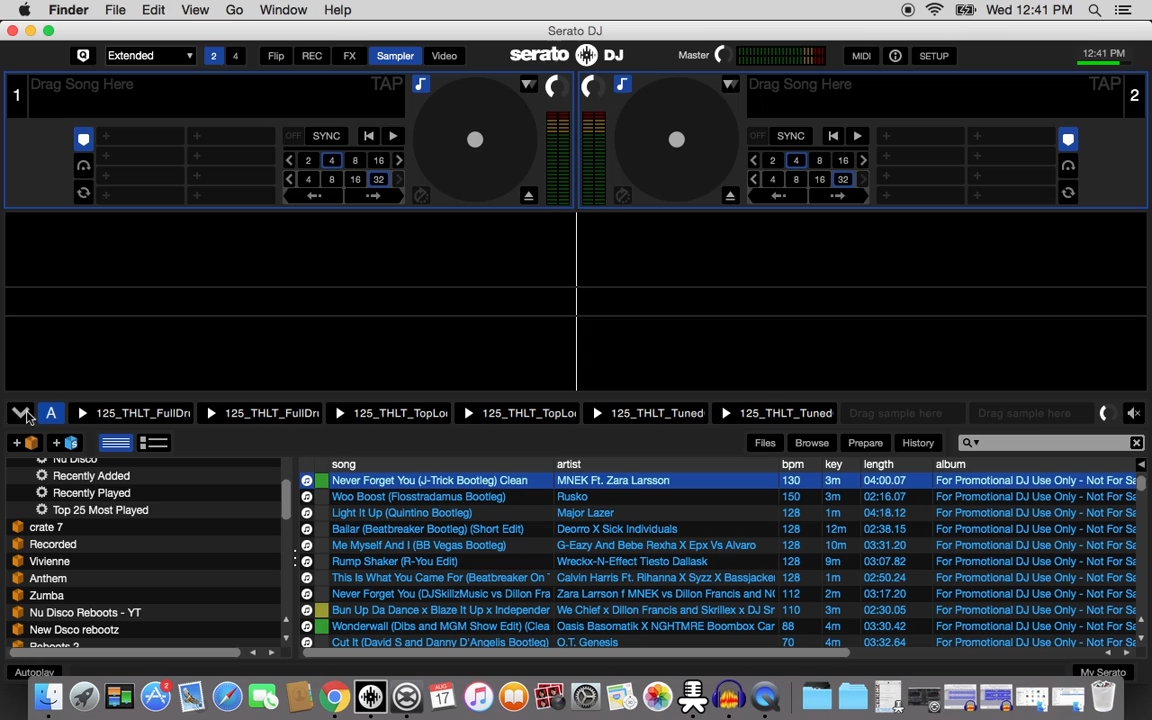 Finder File Edit View Go Window Help Wed 12:41 PM
Serato DJ
Extended 2 4 Flip REC FX Sampler Video serato DJ Master MIDI SETUP 12:41 PM
1 Drag Song Here TAP Drag Song Here TAP 2
OFF SYNC OFF SYNC
2 4 8 16 2 4 8 16
4 8 16 32 4 8 16 32
A 125_THLT_FullDru 125_THLT_FullDru 125_THLT_TopLoo 125_THLT_TopLoo 125_THLT_Tuned 125_THLT_Tuned Drag sample here Drag sample here
Files Browse Prepare History
song artist bpm key length album
Nu Disco
Recently Added
Recently Played
Top 25 Most Played
crate 7
Recorded
Vivienne
Anthem
Zumba
Nu Disco Reboots - YT
New Dsco rebootz
Reboots 2
Never Forget You (J-Trick Bootleg) Clean MNEK Ft. Zara Larsson 130 3m 04:00.07 For Promotional DJ Use Only - Not For Sa
Woo Boost (Flosstradamus Bootleg) Rusko 150 3m 02:16.07 For Promotional DJ Use Only - Not For Sa
Light It Up (Quintino Bootleg) Major Lazer 128 1m 04:18.12 For Promotional DJ Use Only - Not For Sa
Bailar (Beatbreaker Bootleg) (Short Edit) Deorro X Sick Individuals 128 12m 02:38.15 For Promotional DJ Use Only - Not For Sa
Me Myself And I (BB Vegas Bootleg) G-Eazy And Bebe Rexha X Epx Vs Alvaro 128 10m 03:31.20 For Promotional DJ Use Only - Not For Sa
Rump Shaker (R-You Edit) Wreckx-N-Effect Tiesto Dallask 128 9m 03:07.82 For Promotional DJ Use Only - Not For Sa
This Is What You Came For (Beatbreaker On Calvin Harris Ft. Rihanna X Syzz X Bassjacke 128 1m 02:50.24 For Promotional DJ Use Only - Not For Sa
Never Forget You (DJSkillzMusic vs Dillon Fra Zara Larsson f MNEK vs Dillon Francis and NG 112 2m 03:17.20 For Promotional DJ Use Only - Not For Sa
Bun Up Da Dance x Blaze It Up x Independer We Chief x Dillon Francis and Skrillex x DJ Sn 110 3m 02:30.05 For Promotional DJ Use Only - Not For Sa
Wonderwall (Dibs and MGM Show Edit) (Clea Oasis Basomatik X NGHTMRE Boombox Car 88 4m 03:30.42 For Promotional DJ Use Only - Not For Sa
Cut It (David S and Danny D'Angelis Bootleg) O.T. Genesis 70 4m 03:32.64 For Promotional DJ Use Only - Not For Sa
Autoplay My Serato
2
AUG
17